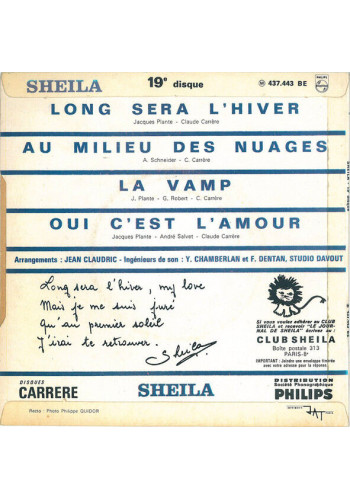 SHEILA 19e disque M 437.443 BE PHILIPS
LONG SERA L'HIVER
Jacques Plante - Claude Carrère
AU MILIEU DES NUAGES
A. Schneider - C. Carrère
LA VAMP
J. Plante - G. Robert - C. Carrère
OUI C'EST L'AMOUR
Jacques Plante - André Salvet - Claude Carrère
Arrangements : JEAN CLAUDRIC - Ingénieurs de son : Y. CHAMBERLAN et F. DENTAN, STUDIO DAVOUT
Long sera l'hiver, my love
Mais je me suis juré
Qu'au premier soleil
J'irai te retrouver.
Sheila
Si vous voulez adhérer au CLUB
SHEILA et recevoir "LE JOUR-
NAL DE SHEILA" écrivez au :
CLUB SHEILA
Boîte postale 313
PARIS-8e
IMPORTANT : Joindre une enveloppe timbrée
avec votre adresse pour la réponse.
DISQUES
CARRERE
SHEILA
DISTRIBUTION
Société Phonographique
PHILIPS
Recto : Photo Philippe GUIDOR
JAT